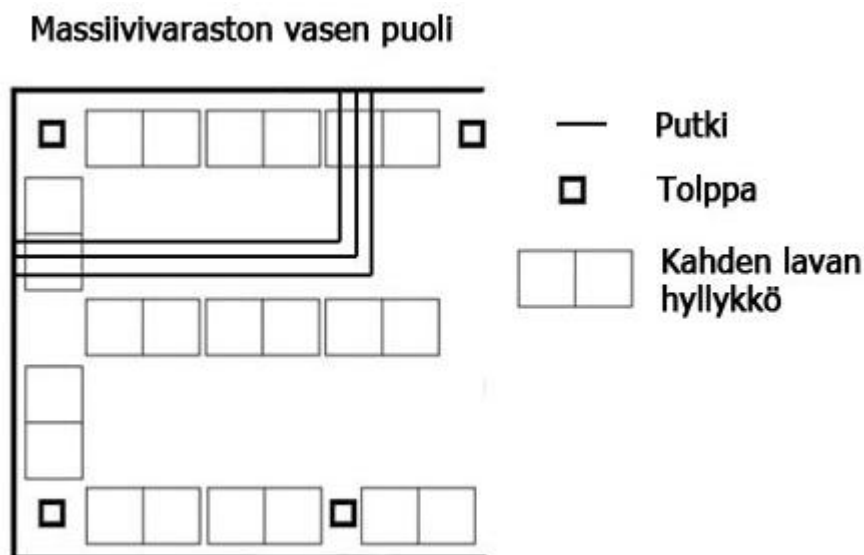 Massiivivaraston vasen puoli
Putki
Tolppa
Kahden lavan
hyllykkö